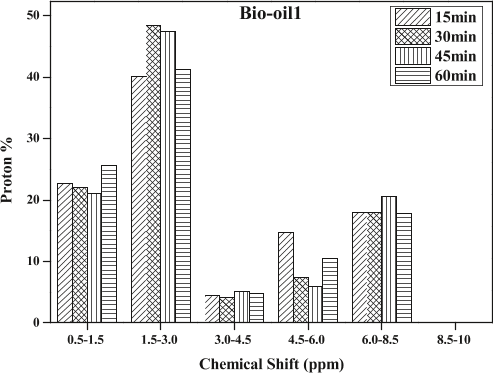 Bio-oil1
15min
30min
45min
60min
Proton %
50
40
30
20
10
0
0.5-1.5 1.5-3.0 3.0-4.5 4.5-6.0 6.0-8.5 8.5-10
Chemical Shift (ppm)